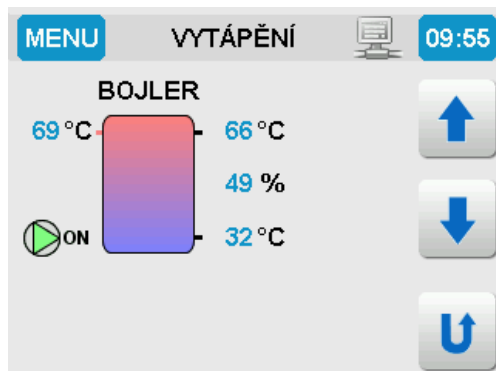 MENU VYTÁPĚNÍ 09:55
BOJLER
69 °C 66 °C
49 %
ON 32 °C